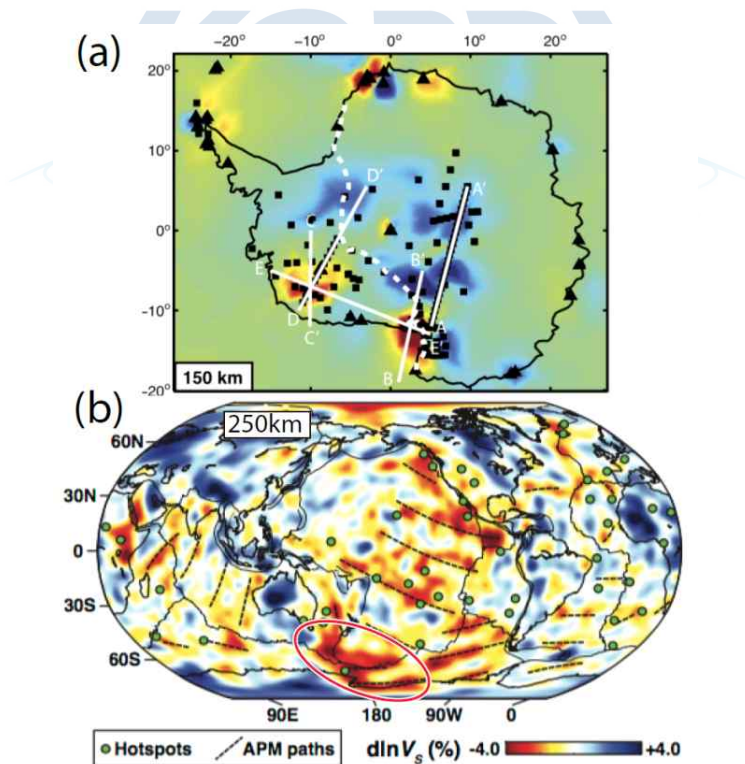 (a)
−20° −10° 0° 10° 20°
20°
10°
0°
−10°
−20°
D'
A'
C
B'
E
D
C'
A
E'
B
150 km
(b)
250km
60N
30N
0
30S
60S
90E 180 90W 0
Hotspots APM paths dlnVs (%) -4.0 +4.0